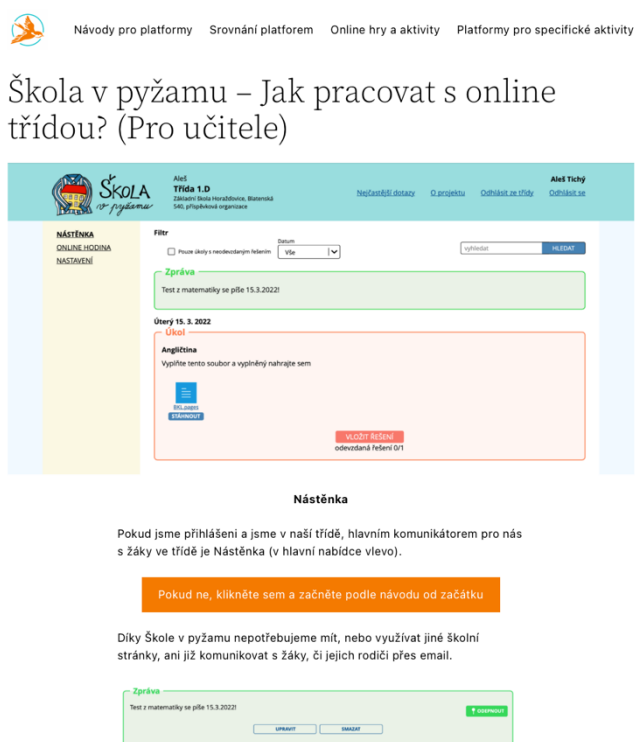 Návody pro platformy Srovnání platforem Online hry a aktivity Platformy pro specifické aktivity
Škola v pyžamu – Jak pracovat s online
třídou? (Pro učitele)
ŠKOLA
v pyžamu
Aleš
Třída 1.D
Základní škola Horažďovice, Blatenská
540, příspěvková organizace
Nejčastější dotazy O projektu Odhlásit ze třídy Odhlásit se
Aleš Tichý
NÁSTĚNKA
ONLINE HODINA
NASTAVENÍ
Filtr
Pouze úkoly s neodevzdaným řešením
Datum
Vše
vyhledat HLEDAT
Zpráva
Test z matematiky se píše 15.3.2022!
Úterý 15. 3. 2022
Úkol
Angličtina
Vyplňte tento soubor a vyplněný nahrajte sem
BKL.pages
STÁHNOUT
VLOŽIT ŘEŠENÍ
odevzdaná řešení 0/1
Nástěnka
Pokud jsme přihlášeni a jsme v naší třídě, hlavním komunikátorem pro nás
s žáky ve třídě je Nástěnka (v hlavní nabídce vlevo).
Pokud ne, klikněte sem a začněte podle návodu od začátku
Díky Škole v pyžamu nepotřebujeme mít, nebo využívat jiné školní
stránky, ani již komunikovat s žáky, či jejich rodiči přes email.
Zpráva
Test z matematiky se píše 15.3.2022!
ODEPNOUT
UPRAVIT SMAZAT